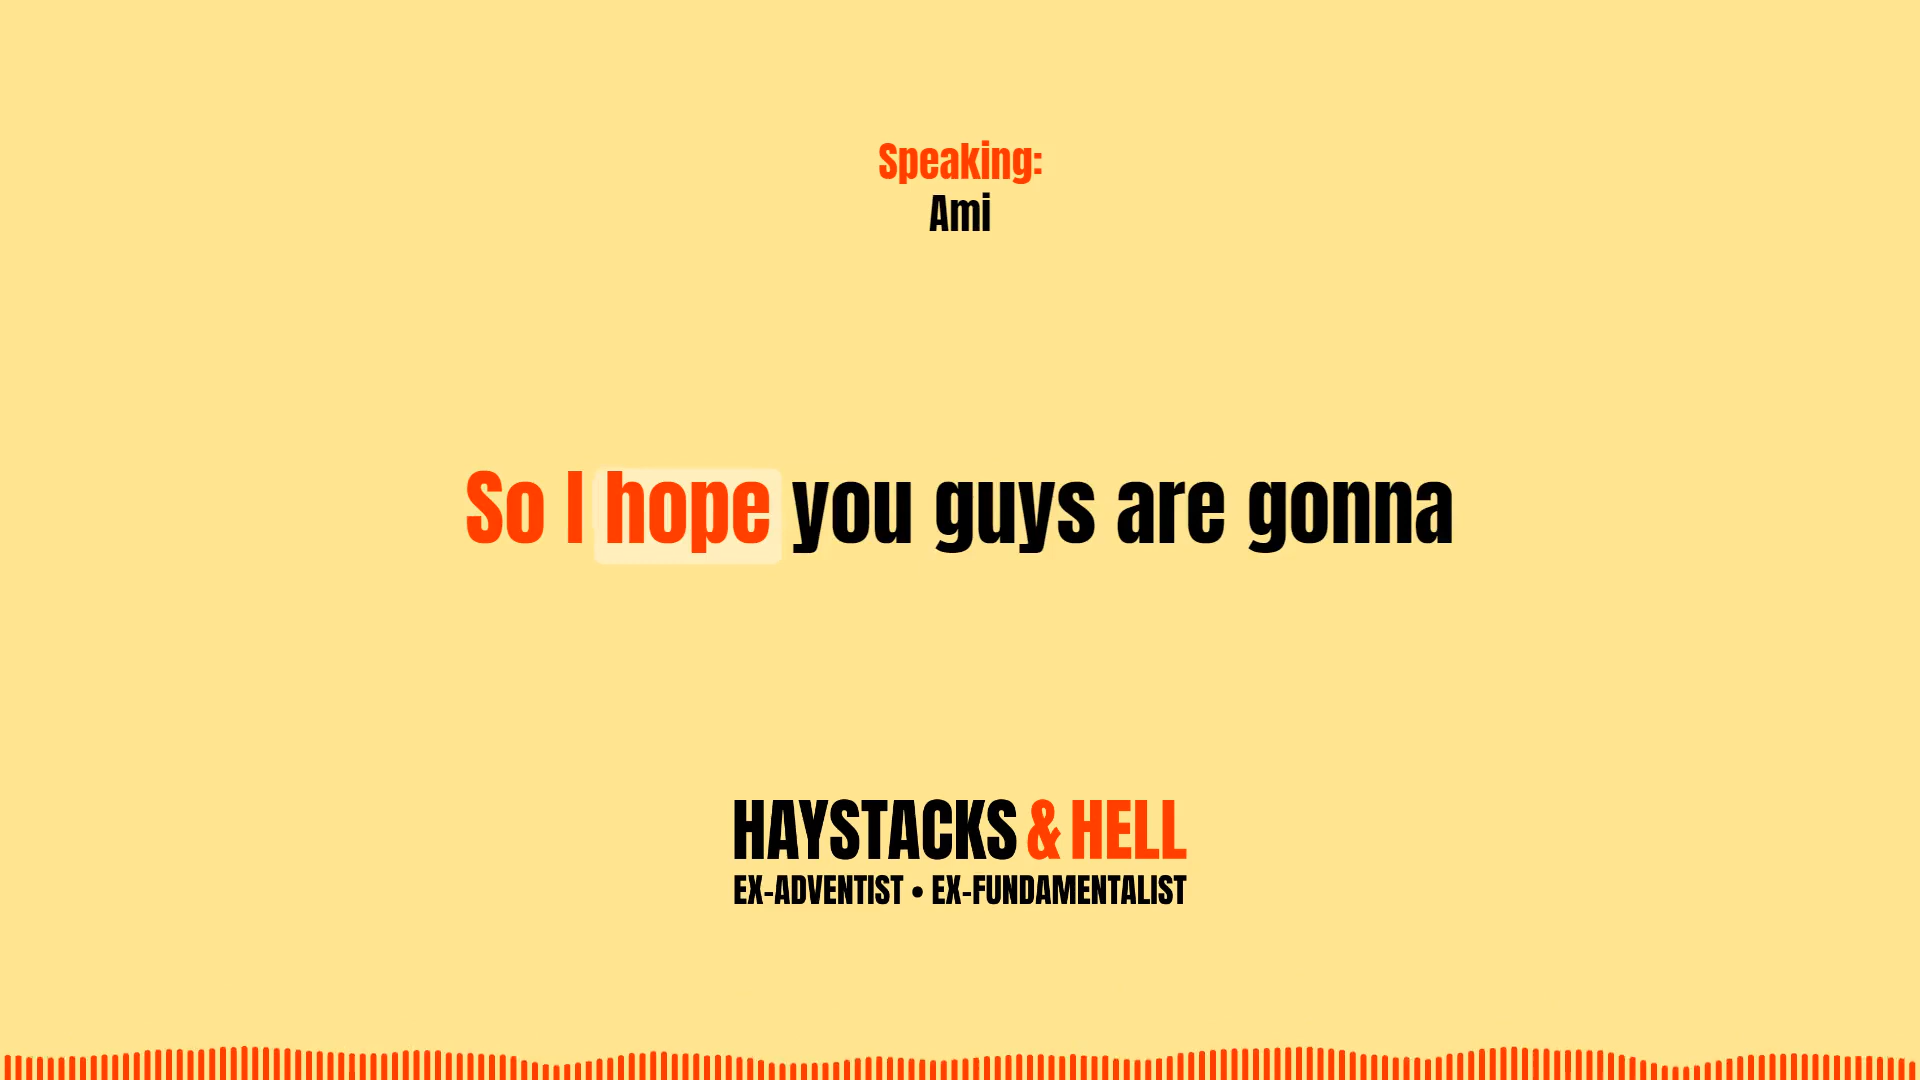 Speaking:
Ami
So I hope you guys are gonna
HAYSTACKS & HELL
EX-ADVENTIST • EX-FUNDAMENTALIST